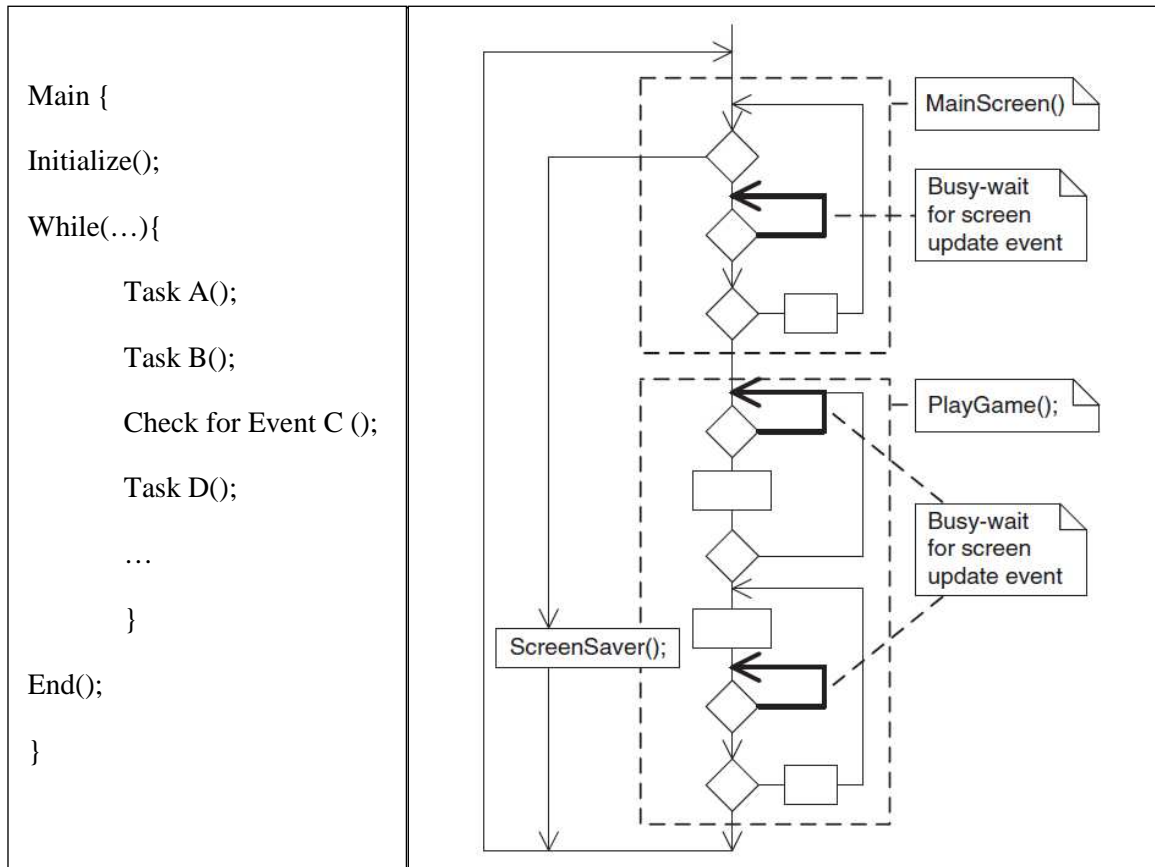 Main {
Initialize();
While(…){
Task A();
Task B();
Check for Event C ();
Task D();
…
}
End();
}
MainScreen()
Busy-wait
for screen
update event
PlayGame();
Busy-wait
for screen
update event
ScreenSaver();